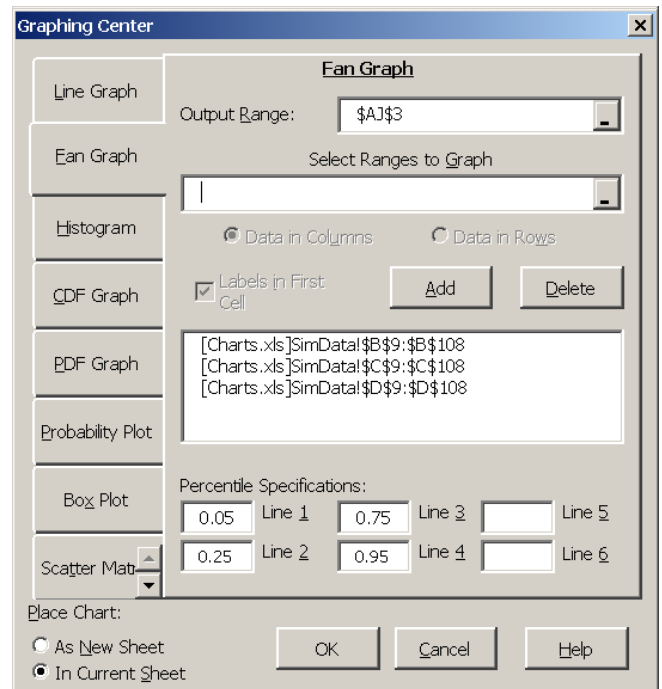 Graphing Center
Line Graph
Fan Graph
Histogram
CDF Graph
PDF Graph
Probability Plot
Box Plot
Scatter Matr
Fan Graph
Output Range: $AJ$3
Select Ranges to Graph
Data in Columns Data in Rows
Labels in First
Cell
Add Delete
[Charts.xls]SimData!$B$9:$B$108
[Charts.xls]SimData!$C$9:$C$108
[Charts.xls]SimData!$D$9:$D$108
Percentile Specifications:
0.05 Line 1 0.75 Line 3 Line 5
0.25 Line 2 0.95 Line 4 Line 6
Place Chart:
As New Sheet
In Current Sheet
OK Cancel Help